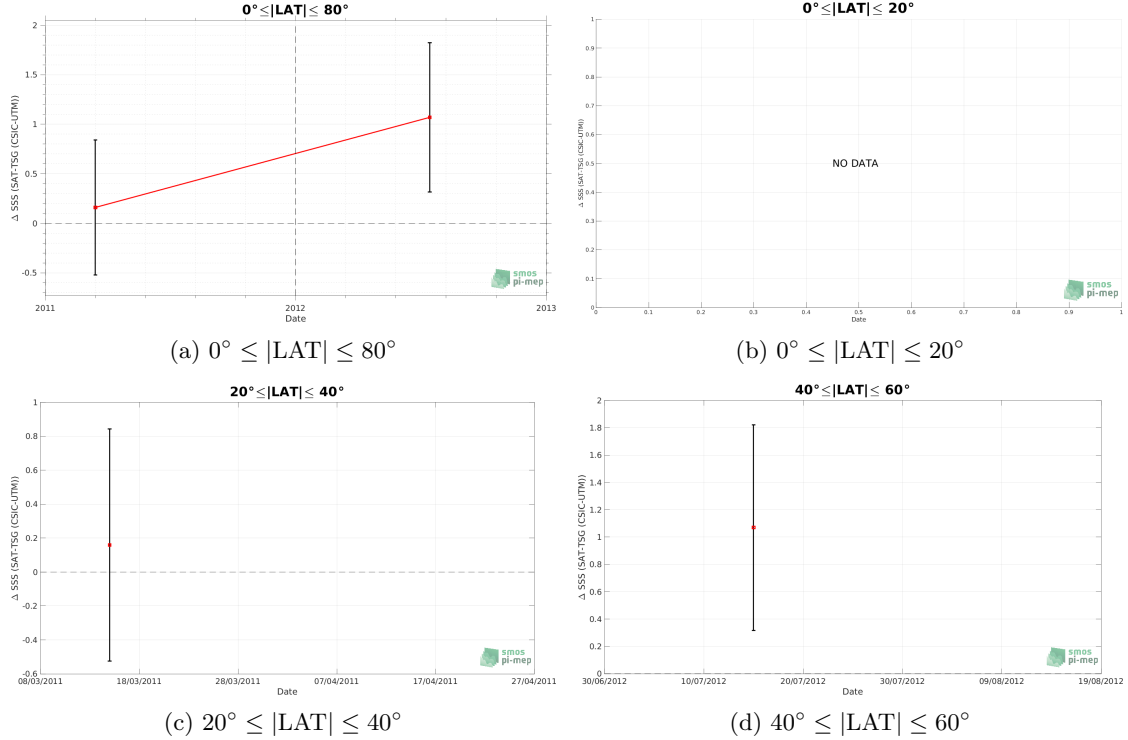 0°≤|LAT|≤ 80°
Δ SSS (SAT-TSG (CSIC-UTM))
2
1.5
1
0.5
0
-0.5
2011
2012
2013
Date
smos
pi-mep
(a) 0° ≤ |LAT| ≤ 80°
0°≤|LAT|≤ 20°
Δ SSS (SAT-TSG (CSIC-UTM))
1
0.9
0.8
0.7
0.6
0.5
0.4
0.3
0.2
0.1
0
NO DATA
0
0.1
0.2
0.3
0.4
0.5
0.6
0.7
0.8
0.9
1
Date
smos
pi-mep
(b) 0° ≤ |LAT| ≤ 20°
20°≤|LAT|≤ 40°
Δ SSS (SAT-TSG (CSIC-UTM))
1
0.8
0.6
0.4
0.2
0
-0.2
-0.4
-0.6
08/03/2011
18/03/2011
28/03/2011
07/04/2011
17/04/2011
27/04/2011
Date
smos
pi-mep
(c) 20° ≤ |LAT| ≤ 40°
40°≤|LAT|≤ 60°
Δ SSS (SAT-TSG (CSIC-UTM))
2
1.8
1.6
1.4
1.2
1
0.8
0.6
0.4
0.2
0
30/06/2012
10/07/2012
20/07/2012
30/07/2012
09/08/2012
19/08/2012
Date
smos
pi-mep
(d) 40° ≤ |LAT| ≤ 60°